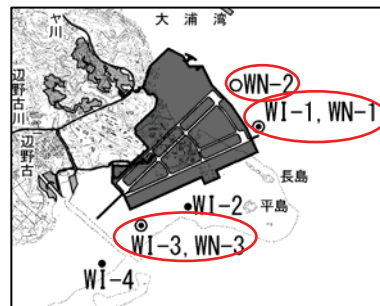 大浦湾
ヤ川
WN-2
辺野古川
WI-1, WN-1
辺野古
長島
WI-2
平島
WI-3, WN-3
WI-4